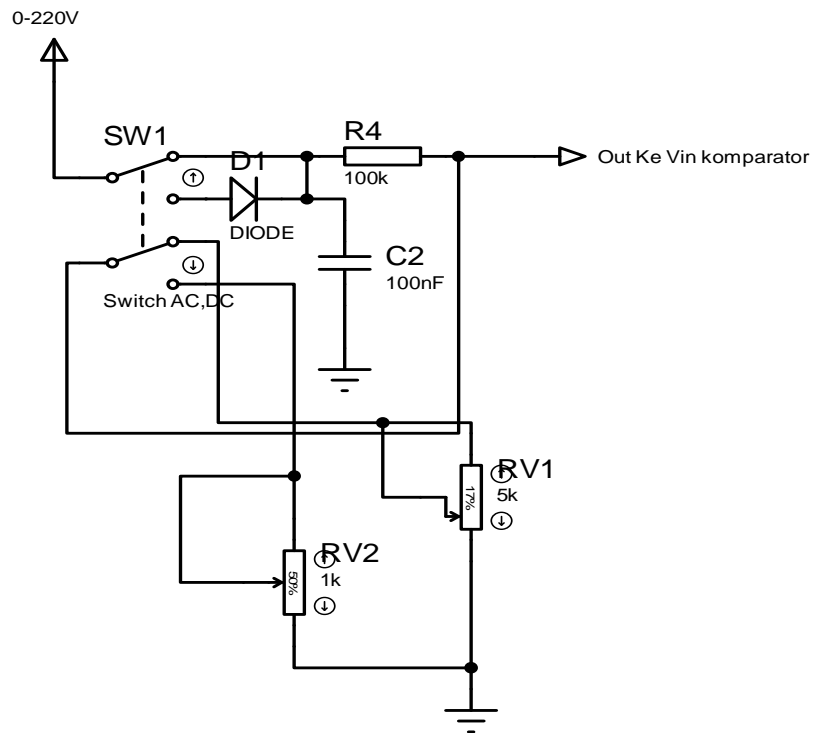 0-220V
SW1
R4
100k
Out Ke Vin komparator
D1
DIODE
C2
100nF
Switch AC,DC
RV1
17%
5k
RV2
50%
1k